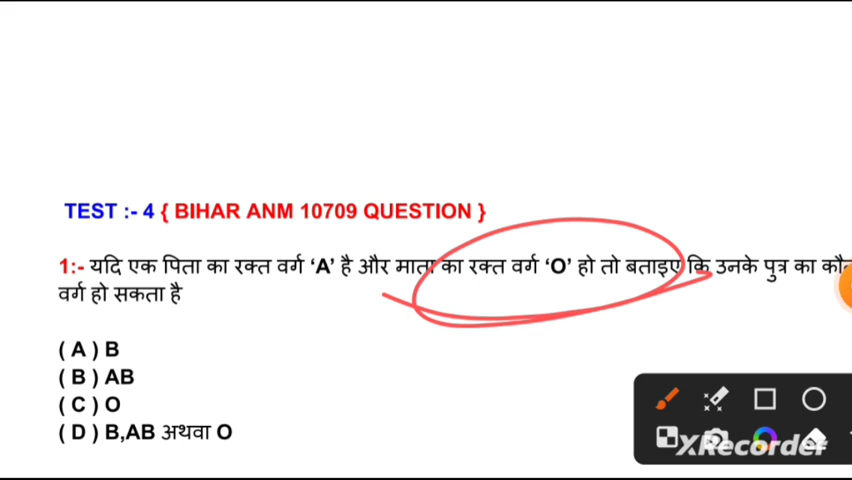 TEST :- 4 { BIHAR ANM 10709 QUESTION }
1:- यदि एक पिता का रक्त वर्ग ‘A’ है और माता का रक्त वर्ग ‘O’ हो तो बताइए कि उनके पुत्र का
वर्ग हो सकता है
( A ) B
( B ) AB
( C ) O
( D ) B,AB अथवा O
XRecorder